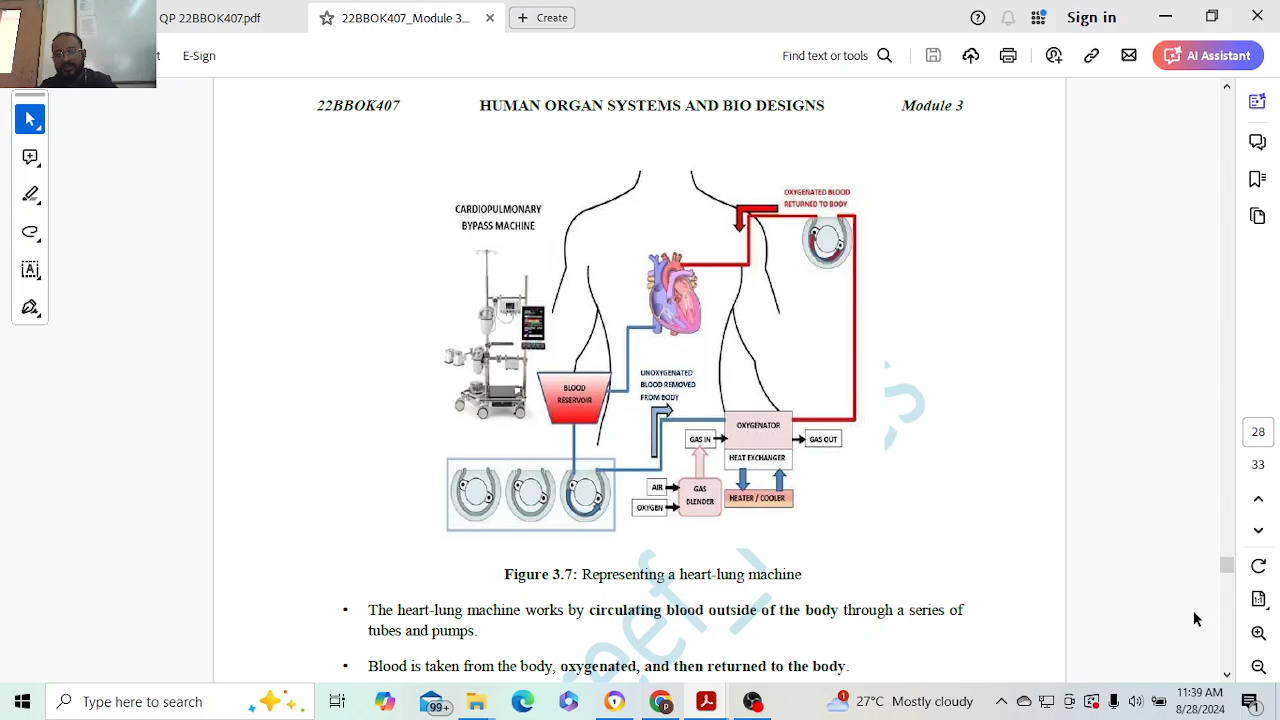 QP 22BBOK407.pdf
22BBOK407_Module 3...
Create
Sign in
E-Sign
Find text or tools
AI Assistant
22BBOK407 HUMAN ORGAN SYSTEMS AND BIO DESIGNS Module 3
CARDIOPULMONARY
BYPASS MACHINE
OXYGENATED BLOOD
RETURNED TO BODY
BLOOD
RESERVOIR
UNOXYGENATED
BLOOD REMOVED
FROM BODY
OXYGENATOR
GAS IN
GAS OUT
HEAT EXCHANGER
AIR
OXYGEN
GAS
BLENDER
HEATER / COOLER
Figure 3.7: Representing a heart-lung machine
• The heart-lung machine works by circulating blood outside of the body through a series of
tubes and pumps.
• Blood is taken from the body, oxygenated, and then returned to the body.
28
33
Type here to search
99+
27°C Mostly cloudy
11:39 AM
8/28/2024